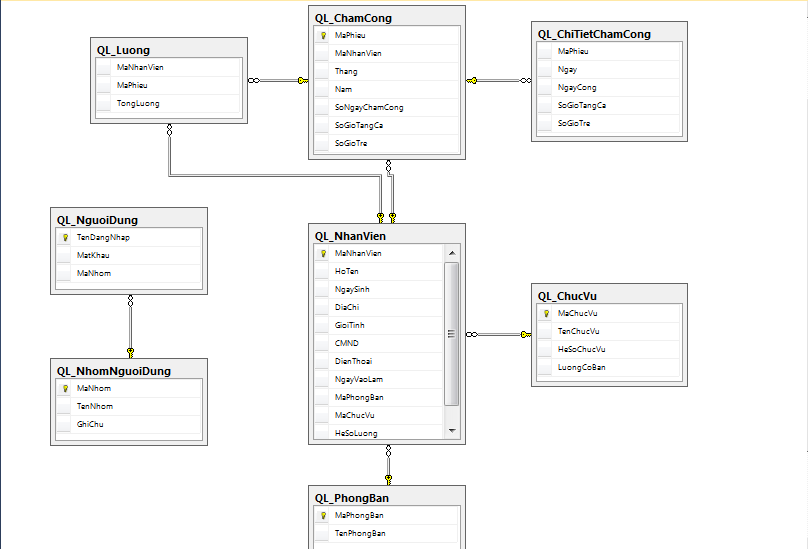 QL_Luong
MaNhanVien
MaPhieu
TongLuong
QL_ChamCong
MaPhieu
MaNhanVien
Thang
Nam
SoNgayChamCong
SoGioTangCa
SoGioTre
QL_ChiTietChamCong
MaPhieu
Ngay
NgayCong
SoGioTangCa
SoGioTre
QL_NguoiDung
TenDangNhap
MatKhau
MaNhom
QL_NhanVien
MaNhanVien
HoTen
NgaySinh
DiaChi
GioiTinh
CMND
DienThoai
NgayVaoLam
MaPhongBan
MaChucVu
HeSoLuong
QL_ChucVu
MaChucVu
TenChucVu
HeSoChucVu
LuongCoBan
QL_NhomNguoiDung
MaNhom
TenNhom
GhiChu
QL_PhongBan
MaPhongBan
TenPhongBan